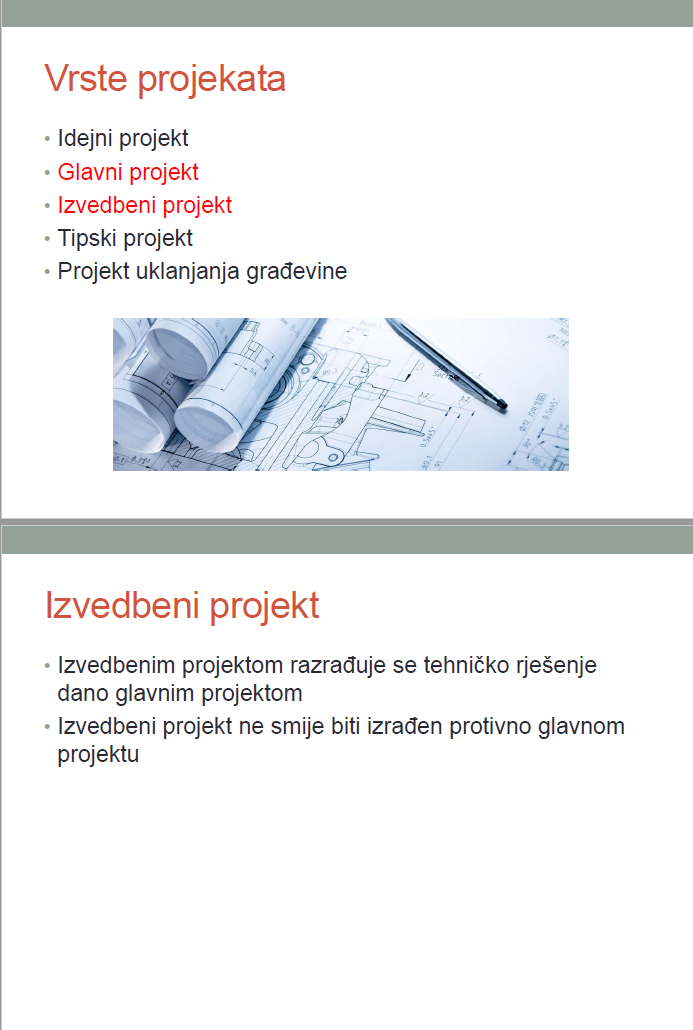 Vrste projekata
• Idejni projekt
• Glavni projekt
• Izvedbeni projekt
• Tipski projekt
• Projekt uklanjanja građevine
Izvedbeni projekt
• Izvedbenim projektom razrađuje se tehničko rješenje
dano glavnim projektom
• Izvedbeni projekt ne smije biti izrađen protivno glavnom
projektu